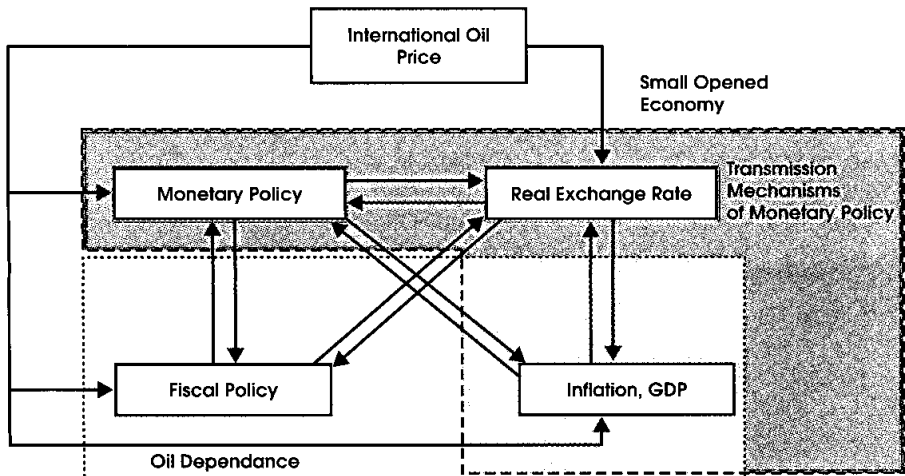 International Oil
Price
Small Opened
Economy
Monetary Policy
Real Exchange Rate
Transmission
Mechanisms
of Monetary Policy
Fiscal Policy
Inflation, GDP
Oil Dependance